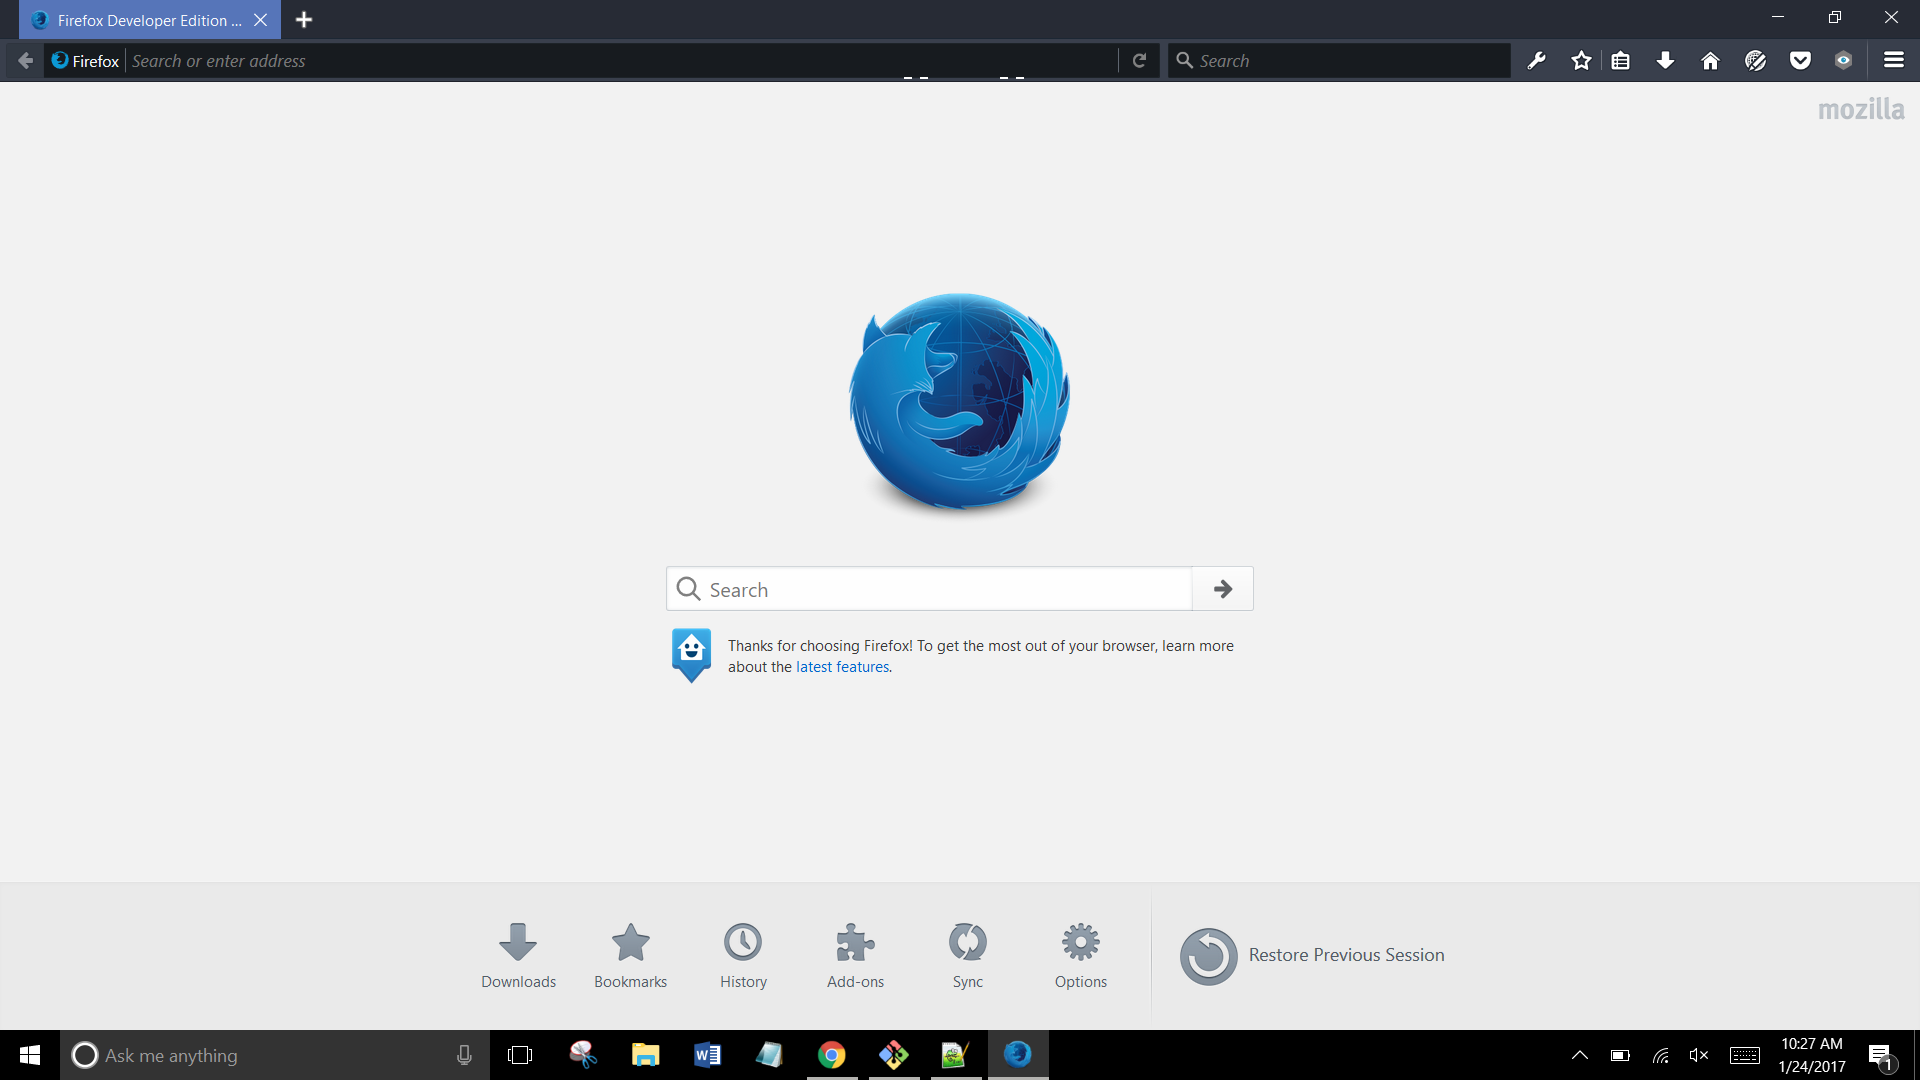 Firefox Developer Edition ...
Firefox
Search or enter address
Search
mozilla
Search
Thanks for choosing Firefox! To get the most out of your browser, learn more
about the latest features.
Downloads
Bookmarks
History
Add-ons
Sync
Options
Restore Previous Session
Ask me anything
10:27 AM
1/24/2017
1